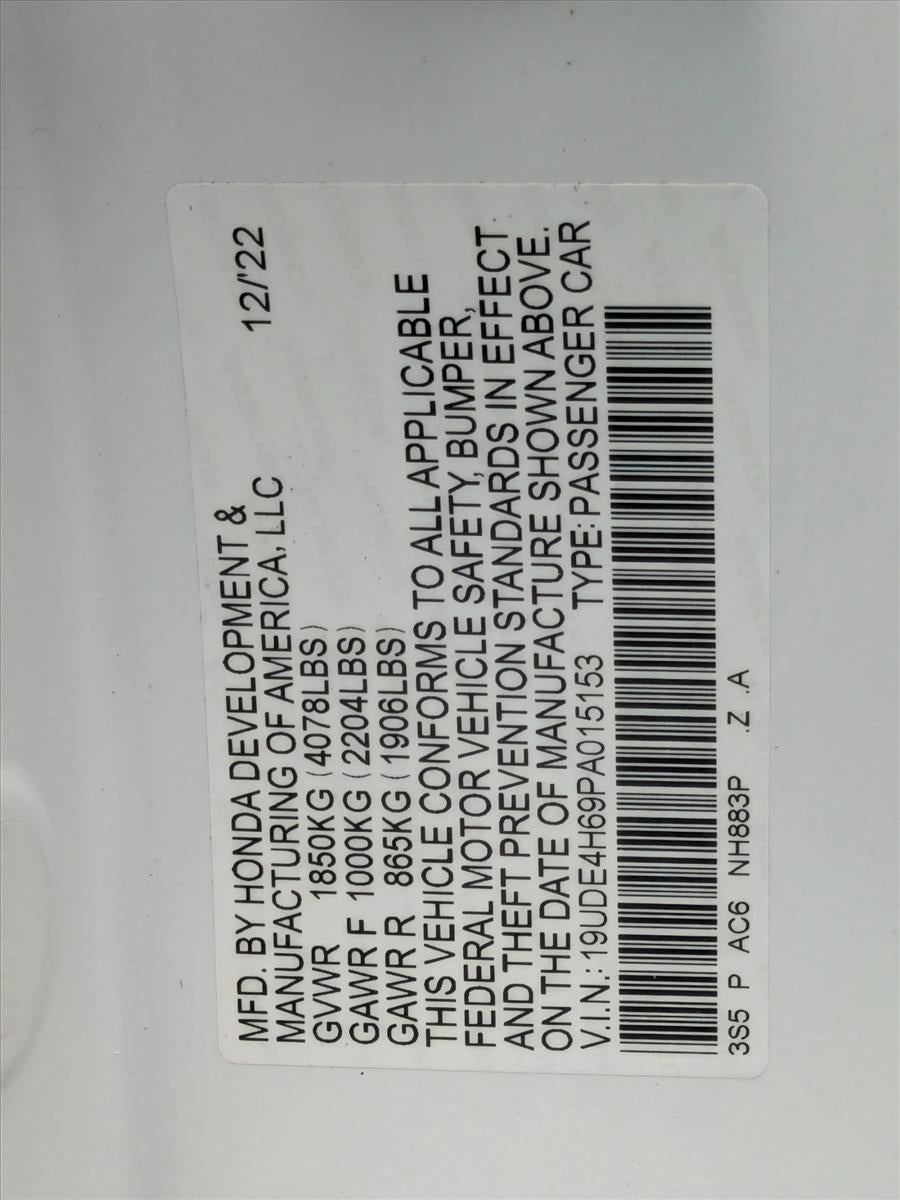 MFD. BY HONDA DEVELOPMENT &
MANUFACTURING OF AMERICA, LLC 12/'22
GVWR 1850KG (4078LBS)
GAWR F 1000KG (2204LBS)
GAWR R 865KG (1906LBS)
THIS VEHICLE CONFORMS TO ALL APPLICABLE
FEDERAL MOTOR VEHICLE SAFETY, BUMPER,
AND THEFT PREVENTION STANDARDS IN EFFECT
ON THE DATE OF MANUFACTURE SHOWN ABOVE.
V.I.N.: 19UDE4H69PA015153 TYPE: PASSENGER CAR
3S5 P AC6 NH883P .Z .A